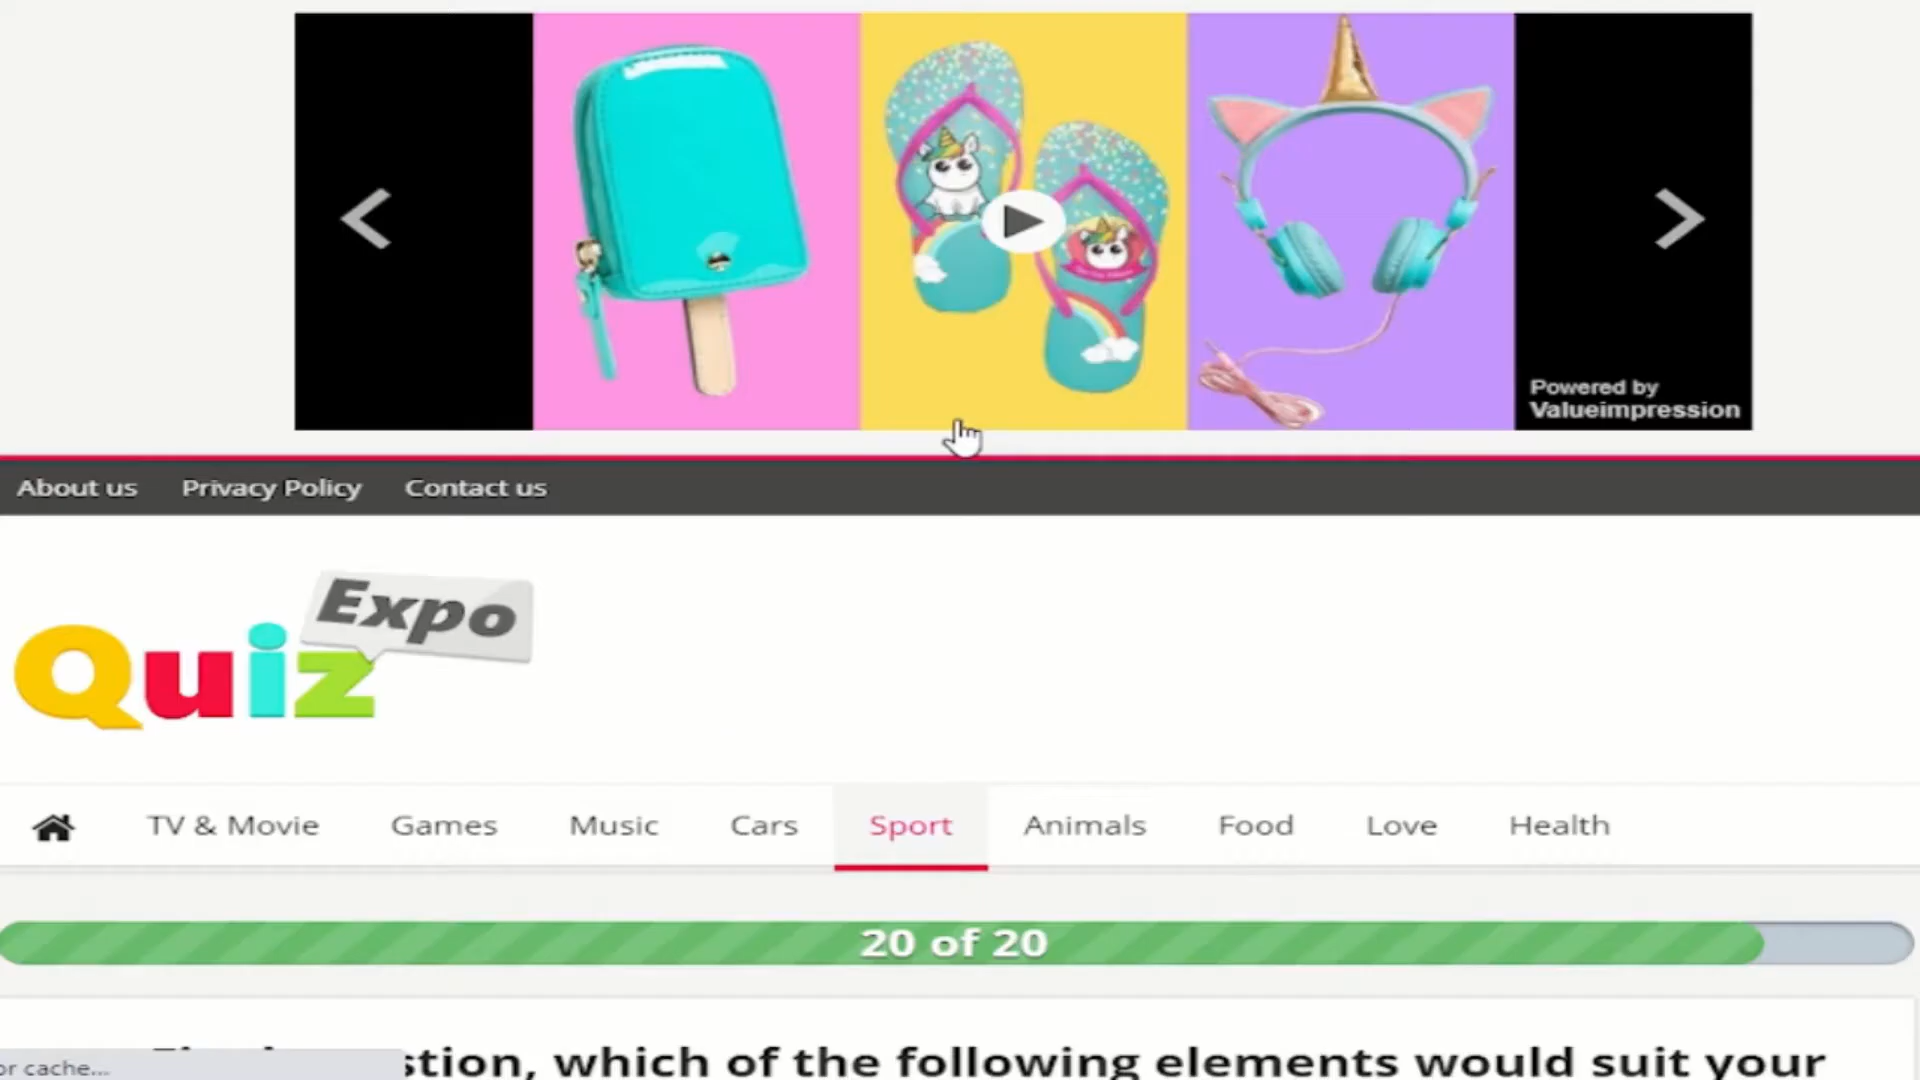 Powered by
Valueimpression
About us Privacy Policy Contact us
Expo
Quiz
TV & Movie Games Music Cars Sport Animals Food Love Health
20 of 20
which of the following elements would suit your
cache...